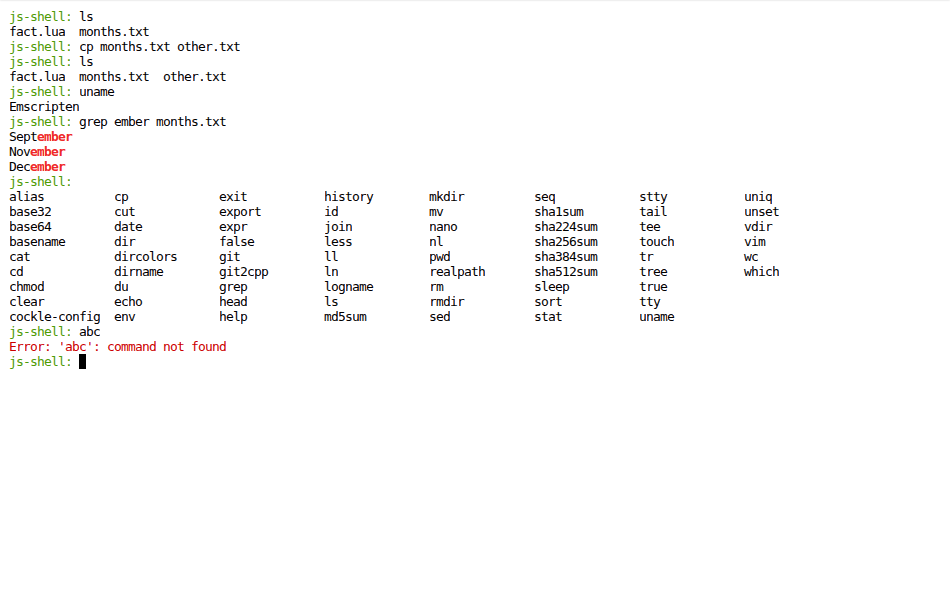 js-shell: ls
fact.lua  months.txt
js-shell: cp months.txt other.txt
js-shell: ls
fact.lua  months.txt  other.txt
js-shell: uname
Emscripten
js-shell: grep ember months.txt
September
November
December
js-shell:
alias          cp             exit           history        mkdir          seq            stty           uniq
base32         cut            export         id             mv             sha1sum        tail           unset
base64         date           expr           join           nano           sha224sum      tee            vdir
basename       dir            false          less           nl             sha256sum      touch          vim
cat            dircolors      git            ll             pwd            sha384sum      tr             wc
cd             dirname        git2cpp        ln             realpath       sha512sum      tree           which
chmod          du             grep           logname        rm             sleep          true
clear          echo           head           ls             rmdir          sort           tty
cockle-config  env            help           md5sum         sed            stat           uname
js-shell: abc
Error: 'abc': command not found
js-shell: